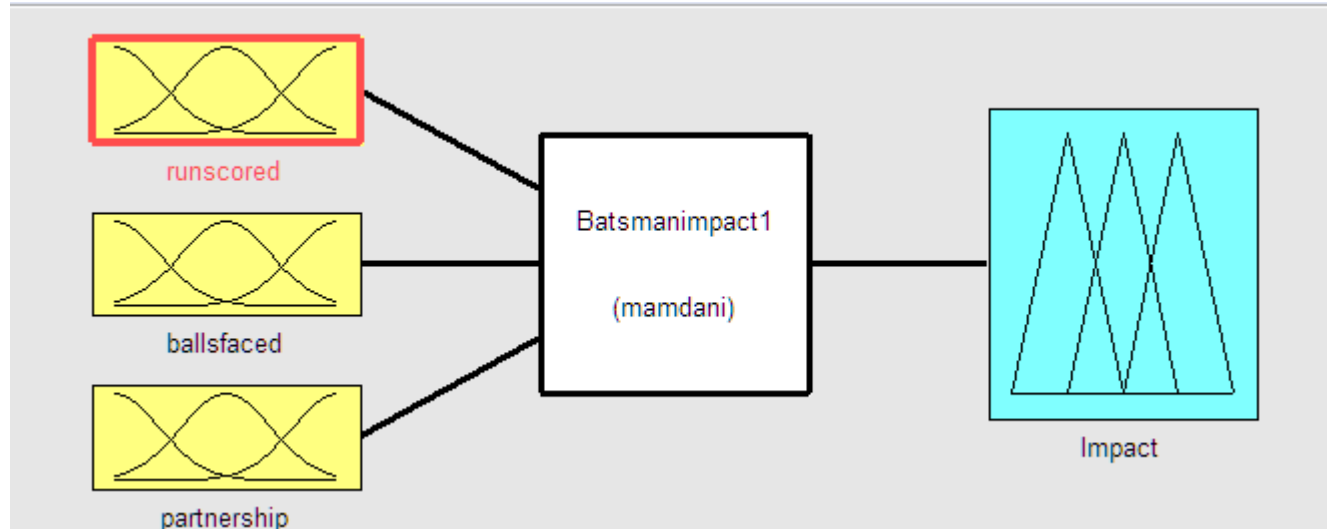 runscored
Batsmanimpact1
(mamdani)
ballsfaced
Impact
partnership